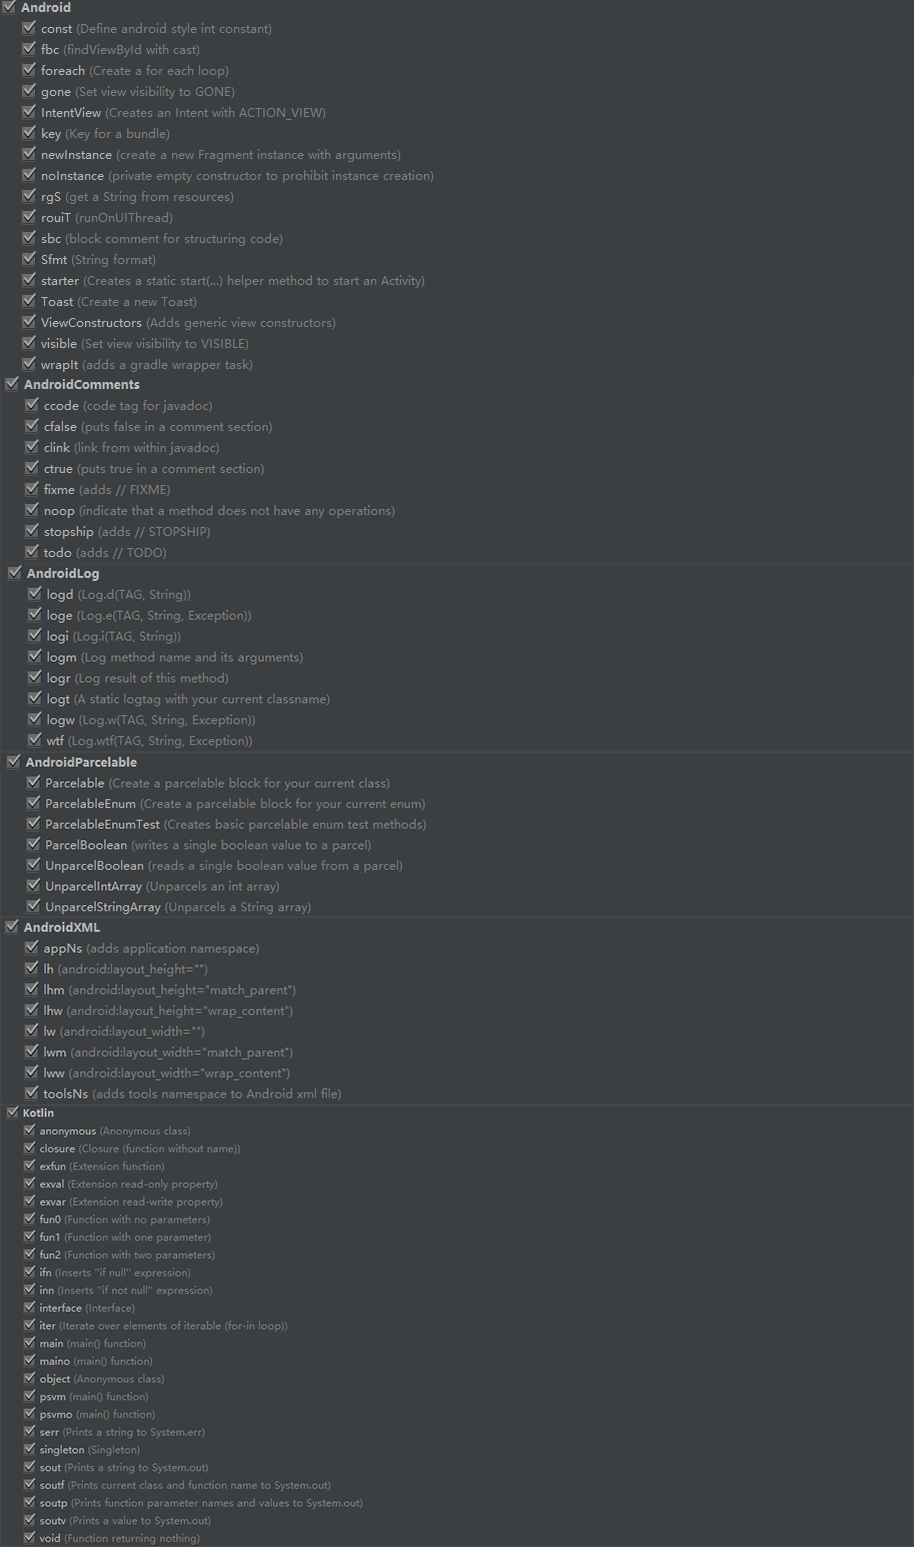 Android
const (Define android style int constant)
fbc (findViewById with cast)
foreach (Create a for each loop)
gone (Set view visibility to GONE)
IntentView (Creates an Intent with ACTION_VIEW)
key (Key for a bundle)
newInstance (create a new Fragment instance with arguments)
noInstance (private empty constructor to prohibit instance creation)
rgS (get a String from resources)
rouiT (runOnUIThread)
sbc (block comment for structuring code)
Sfmt (String format)
starter (Creates a static start(...) helper method to start an Activity)
Toast (Create a new Toast)
ViewConstructors (Adds generic view constructors)
visible (Set view visibility to VISIBLE)
wrapIt (adds a gradle wrapper task)
AndroidComments
ccode (code tag for javadoc)
cfalse (puts false in a comment section)
clink (link from within javadoc)
ctrue (puts true in a comment section)
fixme (adds // FIXME)
noop (indicate that a method does not have any operations)
stopship (adds // STOPSHIP)
todo (adds // TODO)
AndroidLog
logd (Log.d(TAG, String))
loge (Log.e(TAG, String, Exception))
logi (Log.i(TAG, String))
logm (Log method name and its arguments)
logr (Log result of this method)
logt (A static logtag with your current classname)
logw (Log.w(TAG, String, Exception))
wtf (Log.wtf(TAG, String, Exception))
AndroidParcelable
Parcelable (Create a parcelable block for your current class)
ParcelableEnum (Create a parcelable block for your current enum)
ParcelableEnumTest (Creates basic parcelable enum test methods)
ParcelBoolean (writes a single boolean value to a parcel)
UnparcelBoolean (reads a single boolean value from a parcel)
UnparcelIntArray (Unparcels an int array)
UnparcelStringArray (Unparcels a String array)
AndroidXML
appNs (adds application namespace)
lh (android:layout_height="")
lhm (android:layout_height="match_parent")
lhw (android:layout_height="wrap_content")
lw (android:layout_width="")
lwm (android:layout_width="match_parent")
lww (android:layout_width="wrap_content")
toolsNs (adds tools namespace to Android xml file)
Kotlin
anonymous (Anonymous class)
closure (Closure (function without name))
exfun (Extension function)
exval (Extension read-only property)
exvar (Extension read-write property)
fun0 (Function with no parameters)
fun1 (Function with one parameter)
fun2 (Function with two parameters)
ifn (Inserts ''if null'' expression)
inn (Inserts ''if not null'' expression)
interface (Interface)
iter (Iterate over elements of iterable (for-in loop))
main (main() function)
maino (main() function)
object (Anonymous class)
psvm (main() function)
psvmo (main() function)
serr (Prints a string to System.err)
singleton (Singleton)
sout (Prints a string to System.out)
soutf (Prints current class and function name to System.out)
soutp (Prints function parameter names and values to System.out)
soutv (Prints a value to System.out)
void (Function returning nothing)